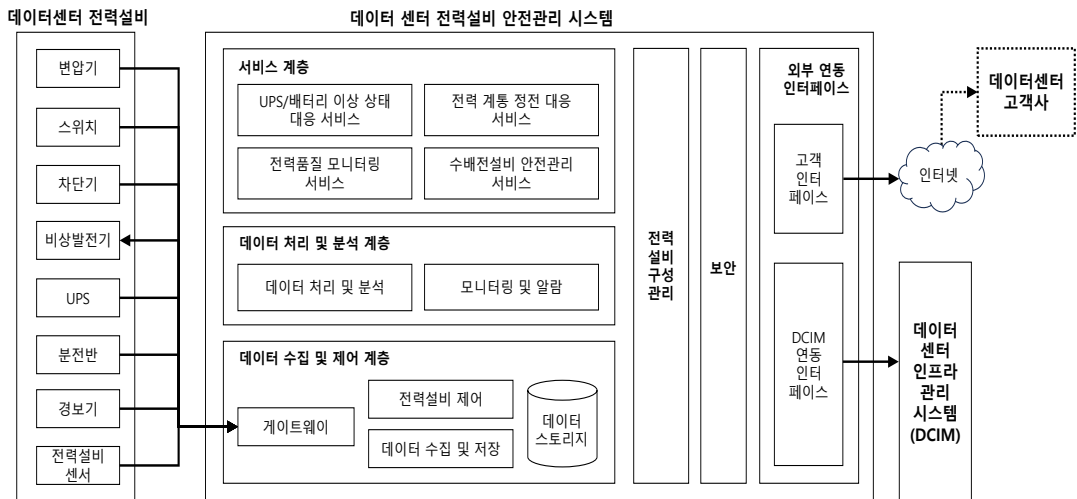 데이터센터 전력설비
변압기
스위치
차단기
비상발전기
UPS
분전반
경보기
전력설비
센서
데이터 센터 전력설비 안전관리 시스템
서비스 계층
UPS/배터리 이상 상태
대응 서비스
전력 계통 정전 대응
서비스
전력품질 모니터링
서비스
수배전설비 안전관리
서비스
데이터 처리 및 분석 계층
데이터 처리 및 분석
모니터링 및 알람
데이터 수집 및 제어 계층
게이트웨이
전력설비 제어
데이터 수집 및 저장
데이터
스토리지
전력
설비
구성
관리
보안
외부 연동
인터페이스
고객
인터
페이스
DCIM
연동
인터
페이스
데이터센터
고객사
인터넷
데이터
센터
인프라
관리
시스템
(DCIM)